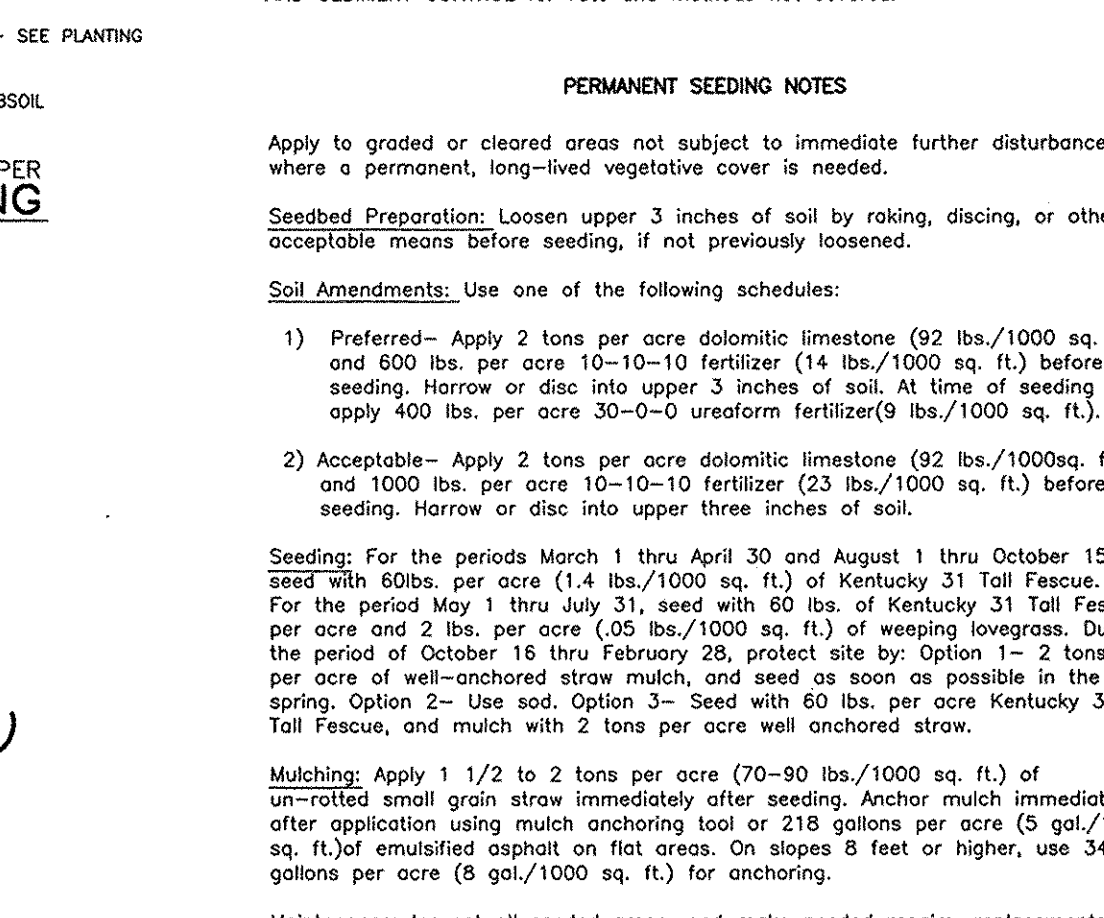 - SEE PLANTING
PERMANENT SEEDING NOTES
BSOIL
Apply to graded or cleared areas not subject to immediate further disturbance
PER
where a permanent, long-lived vegetative cover is needed.
NG
Seedbed Preparation: Loosen upper 3 inches of soil by raking, discing, or othe
acceptable means before seeding, if not previously loosened.
Soil Amendments: Use one of the following schedules:
1) Preferred- Apply 2 tons per acre dolomitic limestone (92 lbs./1000 sq.
and 600 lbs. per acre 10-10-10 fertilizer (14 lbs./1000 sq. ft.) before
seeding. Harrow or disc into upper 3 inches of soil. At time of seeding
apply 400 lbs. per acre 30-0-0 ureaform fertilizer(9 lbs./1000 sq. ft.).
2) Acceptable- Apply 2 tons per acre dolomitic limestone (92 lbs./1000sq. f
and 1000 lbs. per acre 10-10-10 fertilizer (23 lbs./1000 sq. ft.) before
seeding. Harrow or disc into upper three inches of soil.
Seeding: For the periods March 1 thru April 30 and August 1 thru October 15
seed with 60lbs. per acre (1.4 lbs./1000 sq. ft.) of Kentucky 31 Tall Fescue.
For the period May 1 thru July 31, seed with 60 lbs. of Kentucky 31 Tall Fes
per acre and 2 lbs. per acre (.05 lbs./1000 sq. ft.) of weeping lovegrass. Du
the period of October 16 thru February 28, protect site by: Option 1- 2 tons
per acre of well-anchored straw mulch, and seed as soon as possible in the
spring. Option 2- Use sod. Option 3- Seed with 60 lbs. per acre Kentucky 3
Tall Fescue, and mulch with 2 tons per acre well anchored straw.
Mulching: Apply 1 1/2 to 2 tons per acre (70-90 lbs./1000 sq. ft.) of
un-rotted small grain straw immediately after seeding. Anchor mulch immediat
after application using mulch anchoring tool or 218 gallons per acre (5 gal./
sq. ft.)of emulsified asphalt on flat areas. On slopes 8 feet or higher, use 34
gallons per acre (8 gal./1000 sq. ft.) for anchoring.